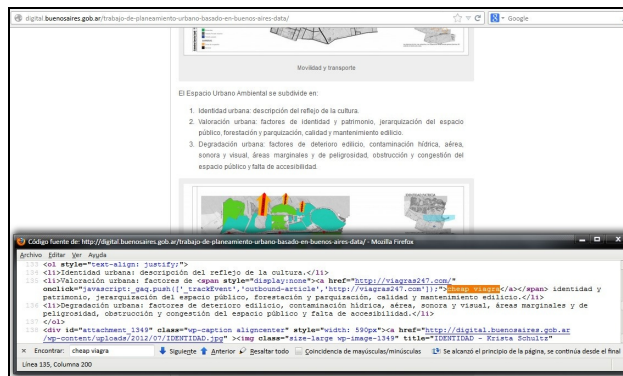 digital.buenosaires.gob.ar/trabajo-de-planeamiento-urbano-basado-en-buenos-aires-data/
Google
Movilidad y transporte
El Espacio Urbano Ambiental se subdivide en:
1. Identidad urbana: descripción del reflejo de la cultura.
2. Valoración urbana: factores de identidad y patrimonio, jerarquización del espacio
público, forestación y parquización, calidad y mantenimiento edilicio.
3. Degradación urbana: factores de deterioro edilicio, contaminación hídrica, aérea,
sonora y visual, áreas marginales y de peligrosidad, obstrucción y congestión del
espacio público y falta de accesibilidad.
Código fuente de: http://digital.buenosaires.gob.ar/trabajo-de-planeamiento-urbano-basado-en-buenos-aires-data/ - Mozilla Firefox
Archivo Editar Ver Ayuda
133 <ol style="text-align: justify;">
134 <li>Identidad urbana: descripción del reflejo de la cultura.</li>
135 <li>Valoración urbana: factores de <span style="display:none"><a href="http://viagras247.com/"
onclick="javascript:_gaq.push(['_trackEvent','outbound-article','http://viagras247.com']);">cheap viagra</a></span> identidad y
patrimonio, jerarquización del espacio público, forestación y parquización, calidad y mantenimiento edilicio.</li>
136 <li>Degradación urbana: factores de deterioro edilicio, contaminación hídrica, aérea, sonora y visual, áreas marginales y de
peligrosidad, obstrucción y congestión del espacio público y falta de accesibilidad.</li>
137 </ol>
138 <div id="attachment_1349" class="wp-caption aligncenter" style="width: 590px"><a href="http://digital.buenosaires.gob.ar
/wp-content/uploads/2012/07/IDENTIDAD.jpg" ><img class="size-large wp-image-1349" title="IDENTIDAD - Krista Schultz"
× Encontrar: cheap viagra Siguiente Anterior Resaltar todo Coincidencia de mayúsculas/minúsculas Se alcanzó el principio de la página, se continúa desde el final
Línea 135, Columna 200